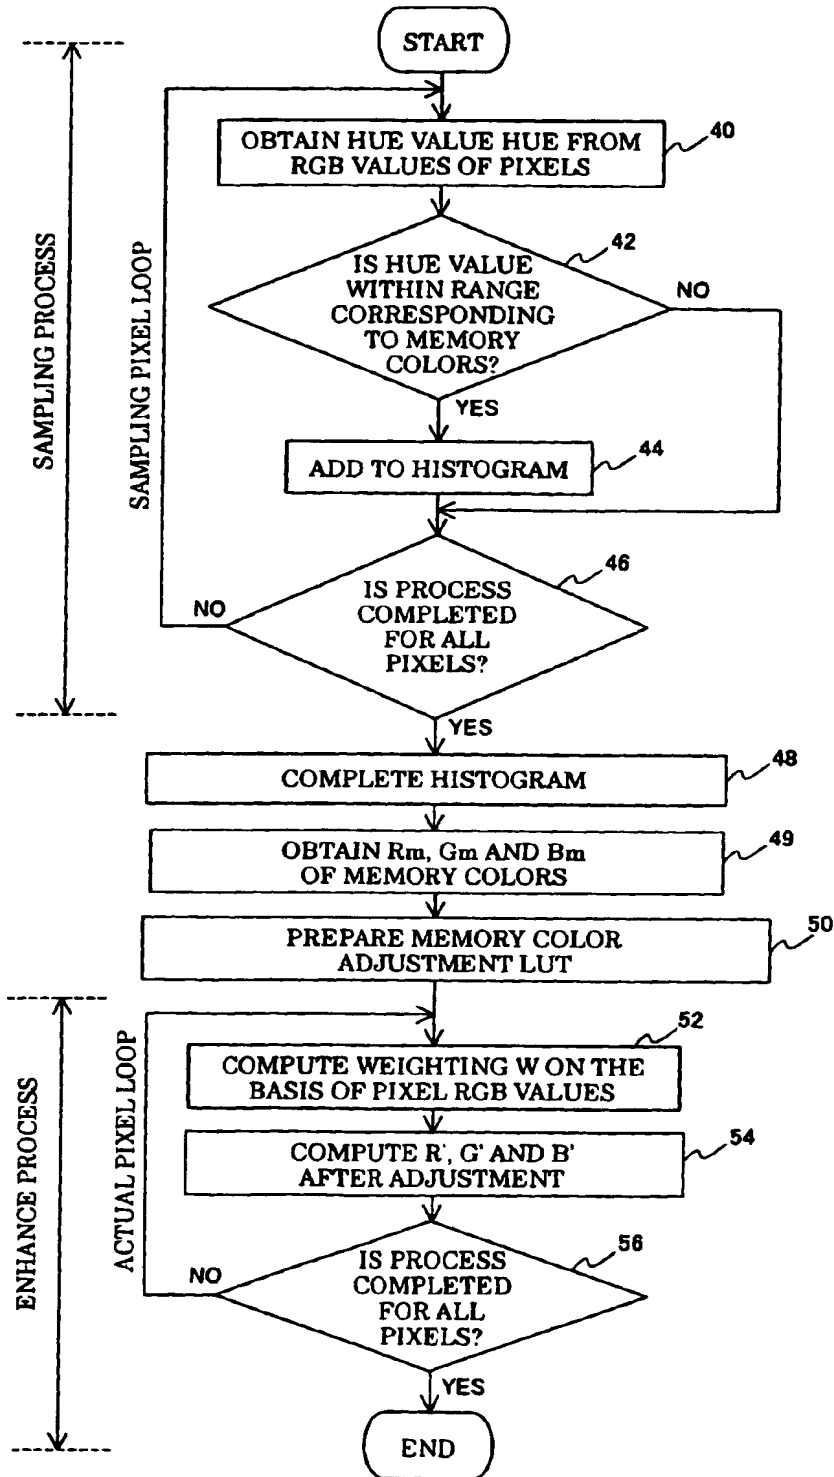 START
OBTAIN HUE VALUE HUE FROM
RGB VALUES OF PIXELS
40
IS HUE VALUE
WITHIN RANGE
CORRESPONDING
TO MEMORY
COLORS?
42
NO
YES
ADD TO HISTOGRAM
44
IS PROCESS
COMPLETED
FOR ALL
PIXELS?
46
NO
YES
SAMPLING PROCESS
SAMPLING PIXEL LOOP
COMPLETE HISTOGRAM
48
OBTAIN Rm, Gm AND Bm
OF MEMORY COLORS
49
PREPARE MEMORY COLOR
ADJUSTMENT LUT
50
COMPUTE WEIGHTING W ON THE
BASIS OF PIXEL RGB VALUES
52
COMPUTE R', G' AND B'
AFTER ADJUSTMENT
54
IS PROCESS
COMPLETED
FOR ALL
PIXELS?
56
NO
YES
ENHANCE PROCESS
ACTUAL PIXEL LOOP
END